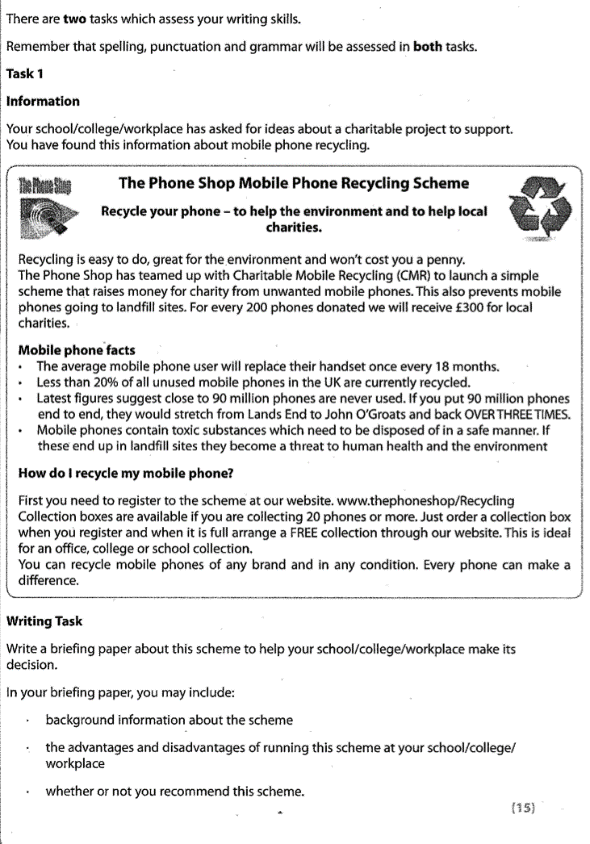 There are two tasks which assess your writing skills.
Remember that spelling, punctuation and grammar will be assessed in both tasks.
Task 1
Information
Your school/college/workplace has asked for ideas about a charitable project to support.
You have found this information about mobile phone recycling.
The Phone Shop
The Phone Shop Mobile Phone Recycling Scheme
Recycle your phone – to help the environment and to help local
charities.
Recycling is easy to do, great for the environment and won't cost you a penny.
The Phone Shop has teamed up with Charitable Mobile Recycling (CMR) to launch a simple
scheme that raises money for charity from unwanted mobile phones. This also prevents mobile
phones going to landfill sites. For every 200 phones donated we will receive £300 for local
charities.
Mobile phone facts
• The average mobile phone user will replace their handset once every 18 months.
• Less than 20% of all unused mobile phones in the UK are currently recycled.
• Latest figures suggest close to 90 million phones are never used. If you put 90 million phones
end to end, they would stretch from Lands End to John O'Groats and back OVER THREE TIMES.
• Mobile phones contain toxic substances which need to be disposed of in a safe manner. If
these end up in landfill sites they become a threat to human health and the environment
How do I recycle my mobile phone?
First you need to register to the scheme at our website. www.thephoneshop/Recycling
Collection boxes are available if you are collecting 20 phones or more. Just order a collection box
when you register and when it is full arrange a FREE collection through our website. This is ideal
for an office, college or school collection.
You can recycle mobile phones of any brand and in any condition. Every phone can make a
difference.
Writing Task
Write a briefing paper about this scheme to help your school/college/workplace make its
decision.
In your briefing paper, you may include:
· background information about the scheme
· the advantages and disadvantages of running this scheme at your school/college/
workplace
· whether or not you recommend this scheme.
(15)